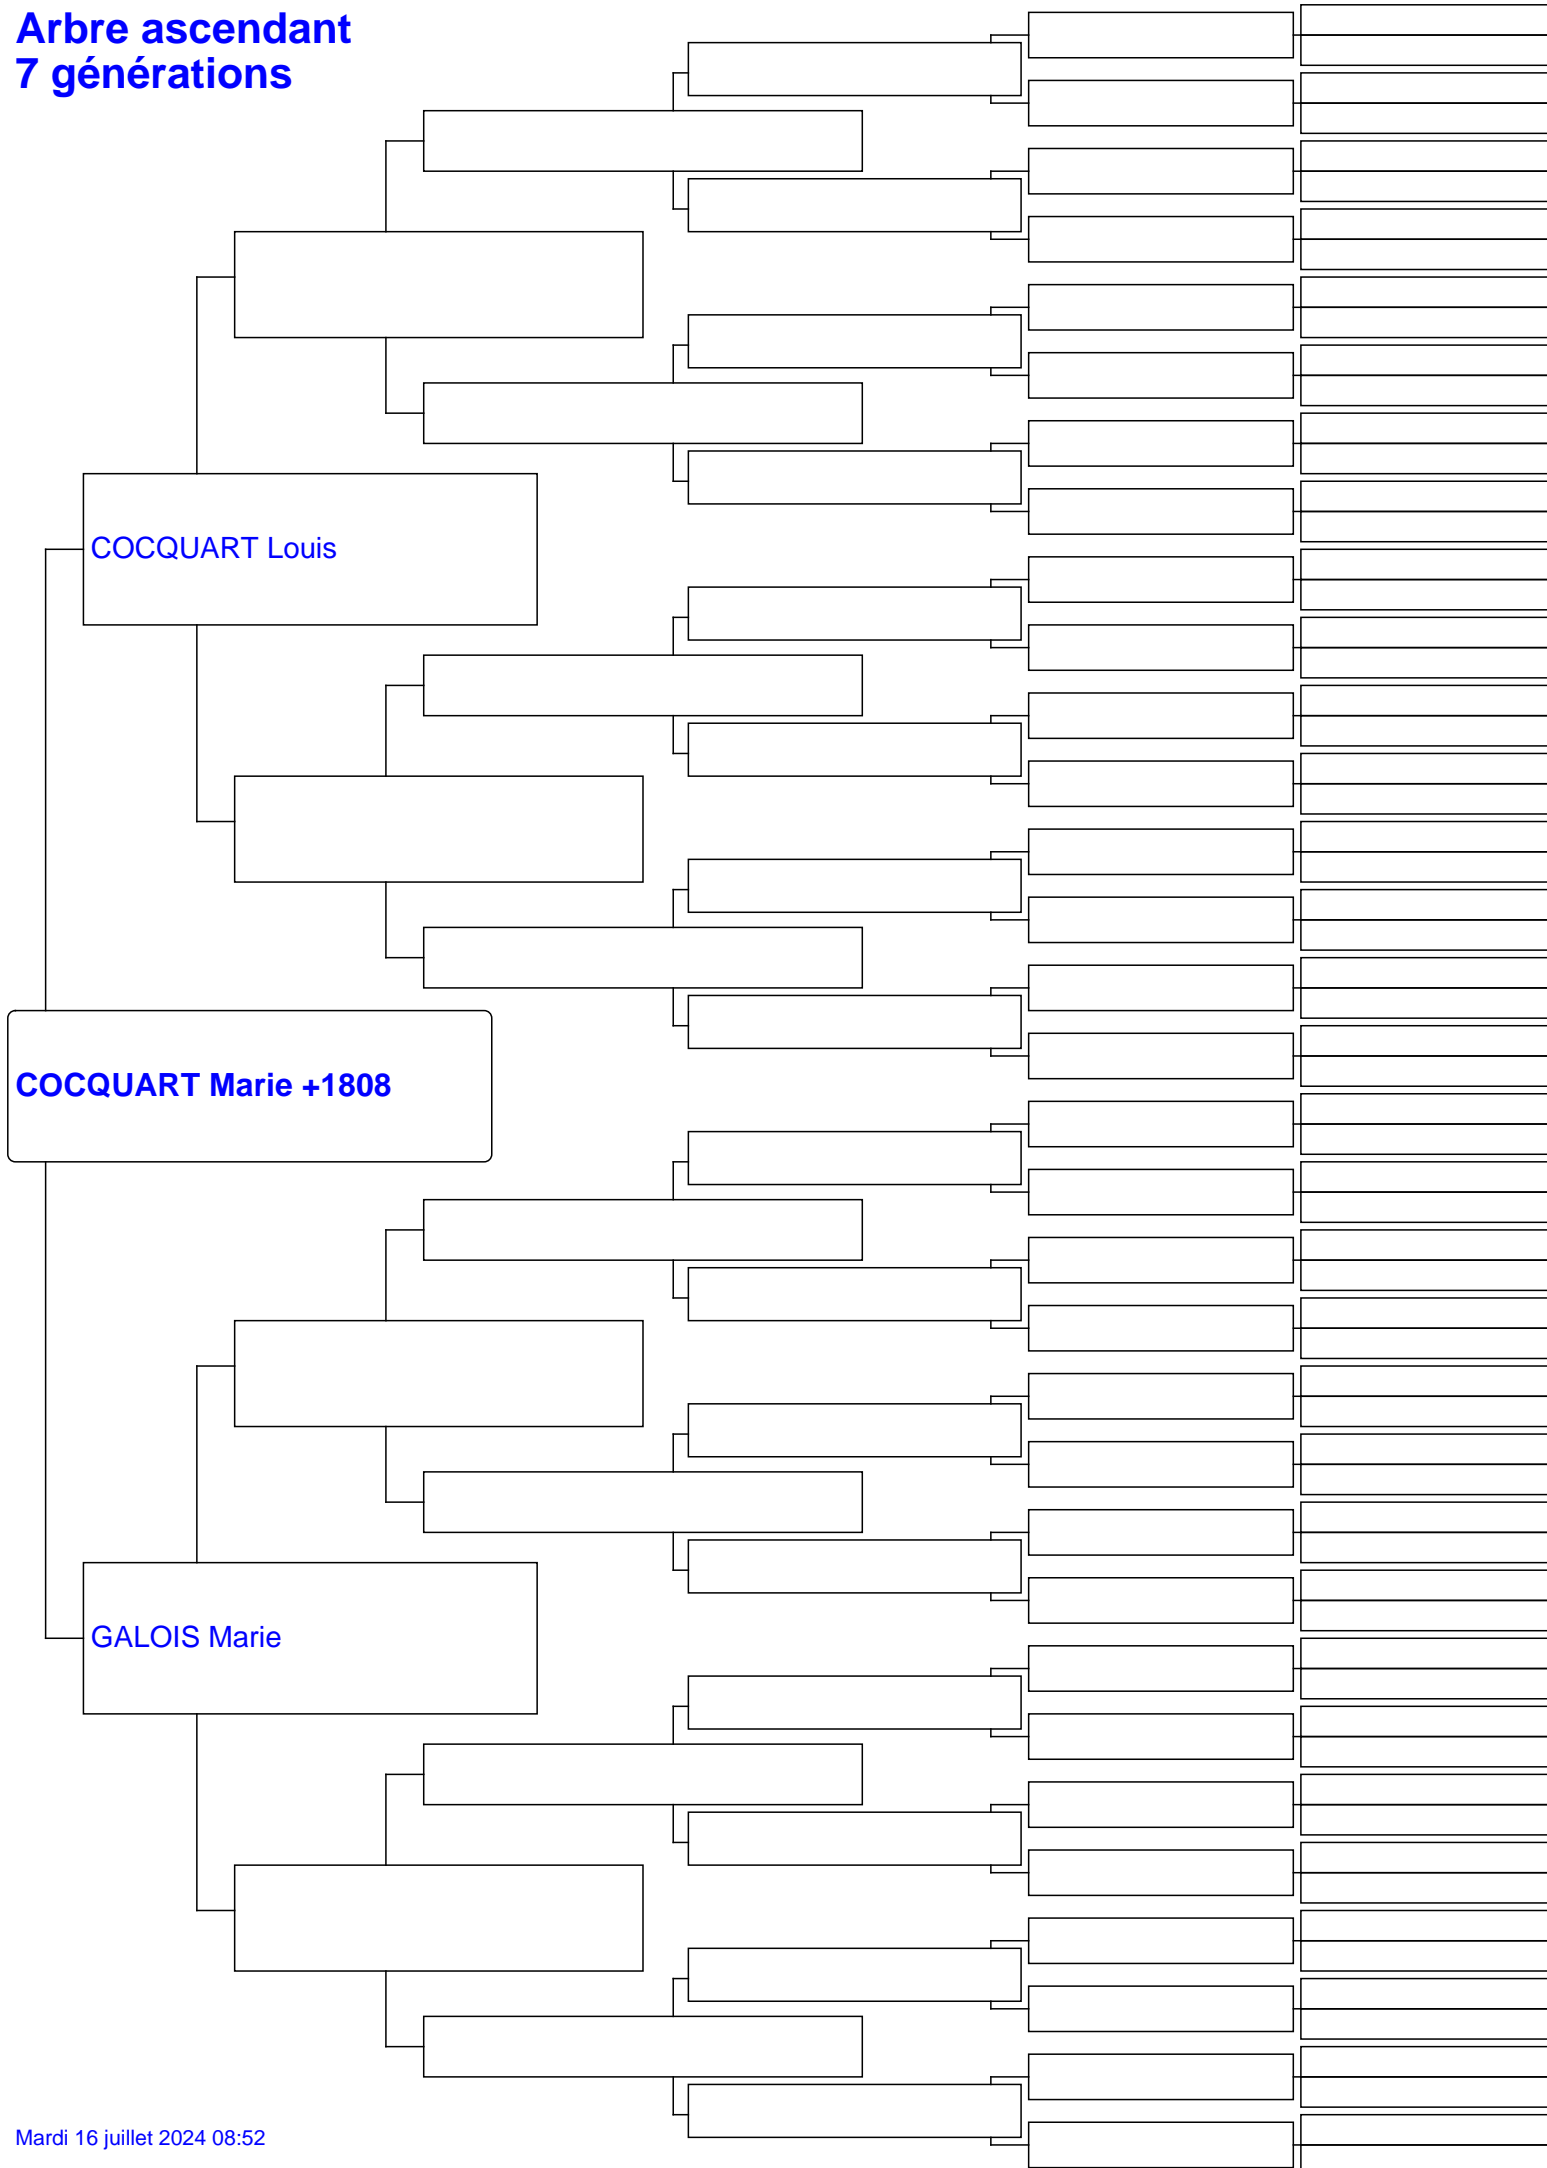 Arbre ascendant
7 générations
COCQUART Louis
COCQUART Marie +1808
GALOIS Marie
Mardi 16 juillet 2024 08:52